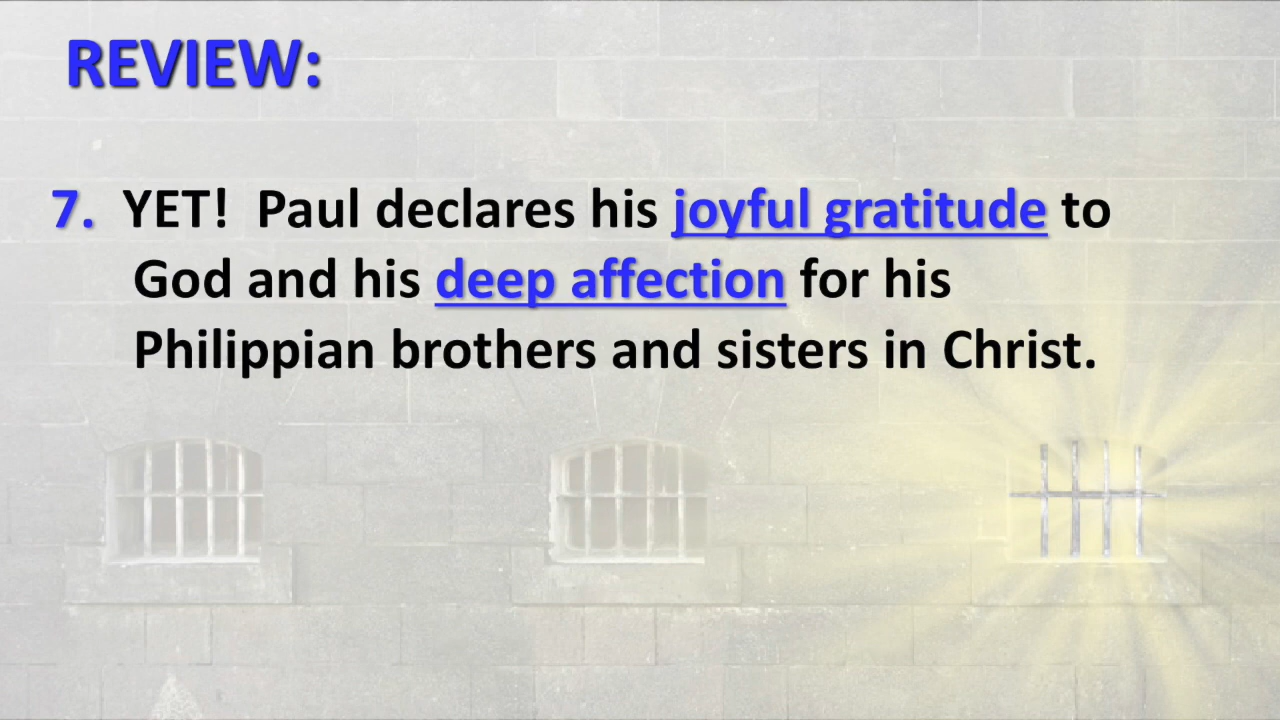 REVIEW:
7. YET! Paul declares his joyful gratitude to
God and his deep affection for his
Philippian brothers and sisters in Christ.